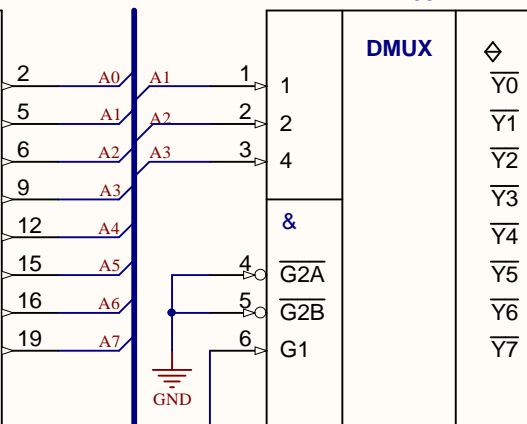 DMUX
2 A0 A1 1 1 Y0
5 A1 A2 2 2 Y1
6 A2 A3 3 4 Y2
9 A3 Y3
12 A4 & Y4
15 A5 4 G2A Y5
16 A6 5 G2B Y6
19 A7 6 G1 Y7
GND